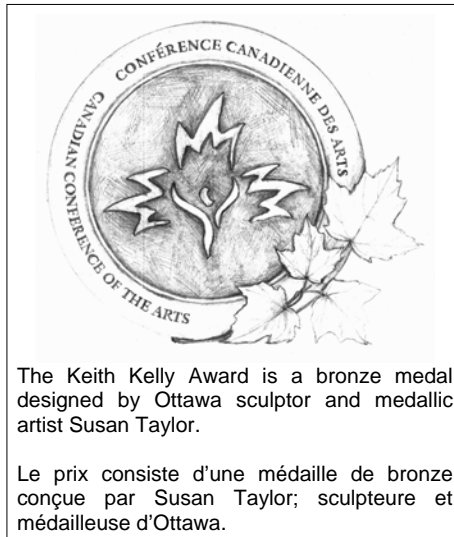 CANADIAN CONFERENCE OF THE ARTS
CONFÉRENCE CANADIENNE DES ARTS
The Keith Kelly Award is a bronze medal
designed by Ottawa sculptor and medallic
artist Susan Taylor.
Le prix consiste d'une médaille de bronze
conçue par Susan Taylor; sculpteure et
médailleuse d'Ottawa.